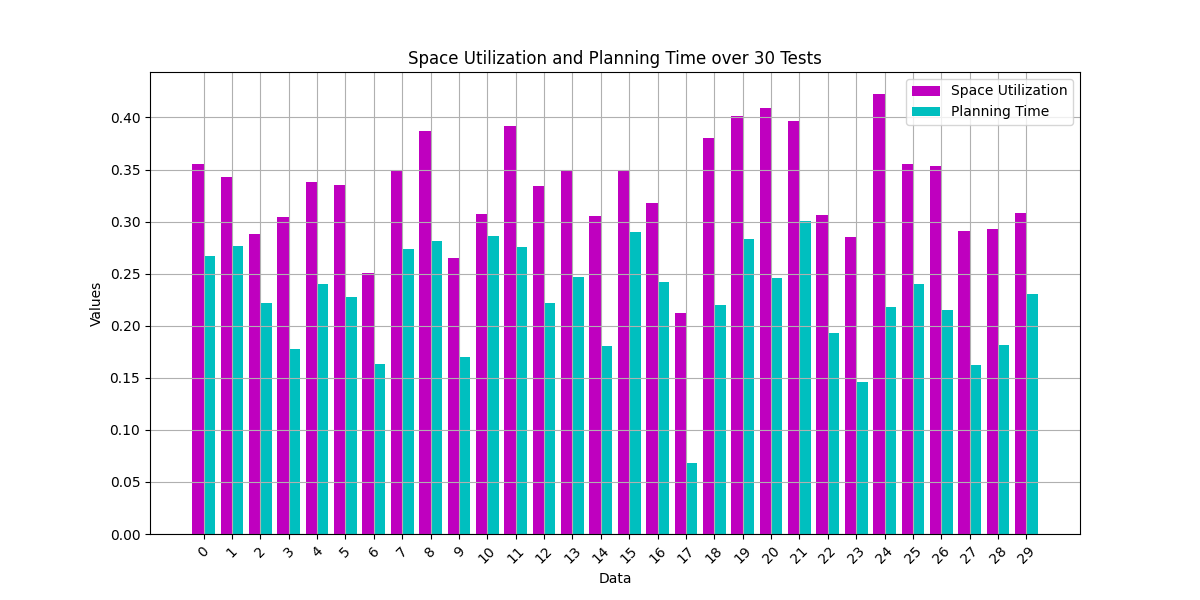 Space Utilization and Planning Time over 30 Tests
Space Utilization
Planning Time
0.40
0.35
0.30
0.25
0.20
0.15
0.10
0.05
0.00
Values
0 1 2 3 4 5 6 7 8 9 10 11 12 13 14 15 16 17 18 19 20 21 22 23 24 25 26 27 28 29
Data